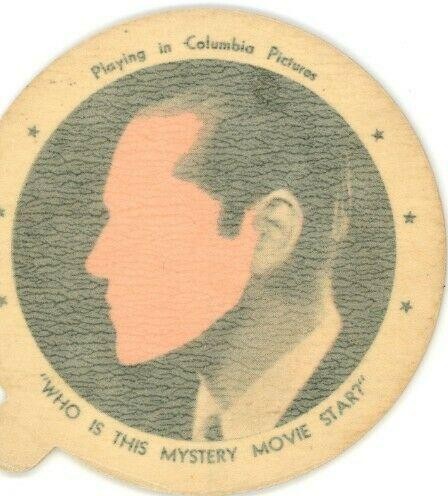 Playing in Columbia Pictures
"WHO IS THIS MYSTERY MOVIE STAR?"